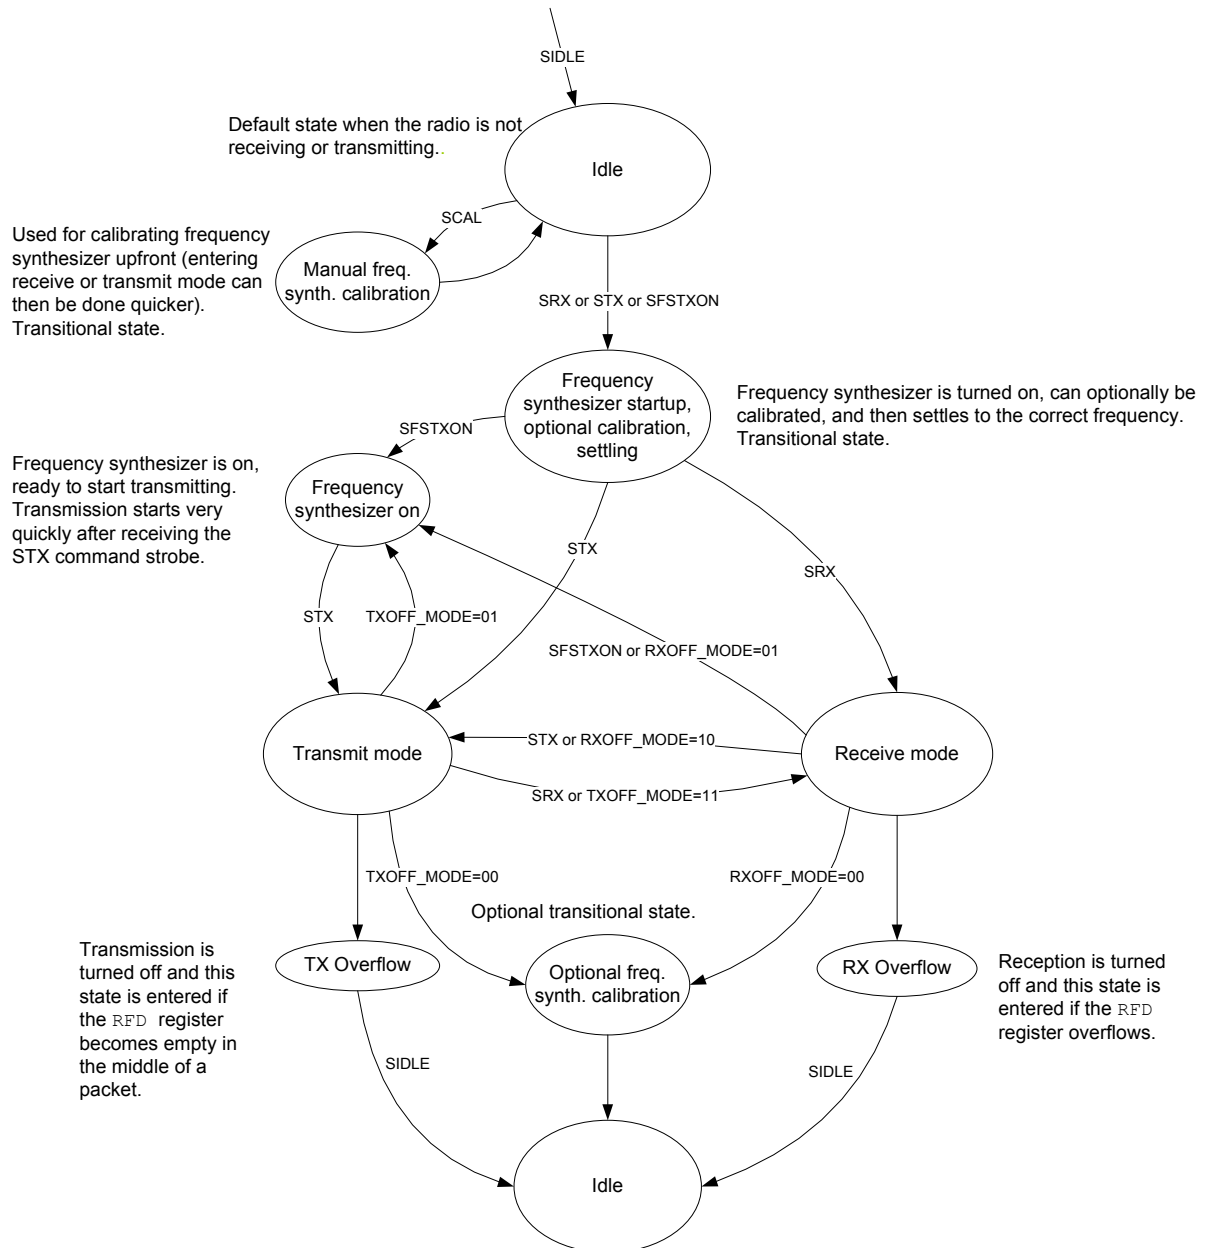 SIDLE
Default state when the radio is not
receiving or transmitting..
Idle
SCAL
Used for calibrating frequency
synthesizer upfront (entering
receive or transmit mode can
then be done quicker).
Transitional state.
Manual freq.
synth. calibration
SRX or STX or SFSTXON
Frequency
synthesizer startup,
optional calibration,
settling
Frequency synthesizer is turned on, can optionally be
calibrated, and then settles to the correct frequency.
Transitional state.
SFSTXON
Frequency synthesizer is on,
ready to start transmitting.
Transmission starts very
quickly after receiving the
STX command strobe.
Frequency
synthesizer on
STX
SRX
STX
TXOFF_MODE=01
SFSTXON or RXOFF_MODE=01
Transmit mode
STX or RXOFF_MODE=10
Receive mode
SRX or TXOFF_MODE=11
TXOFF_MODE=00
RXOFF_MODE=00
Optional transitional state.
Transmission is
turned off and this
state is entered if
the RFD register
becomes empty in
the middle of a
packet.
TX Overflow
Optional freq.
synth. calibration
RX Overflow
Reception is turned
off and this state is
entered if the RFD
register overflows.
SIDLE
SIDLE
Idle